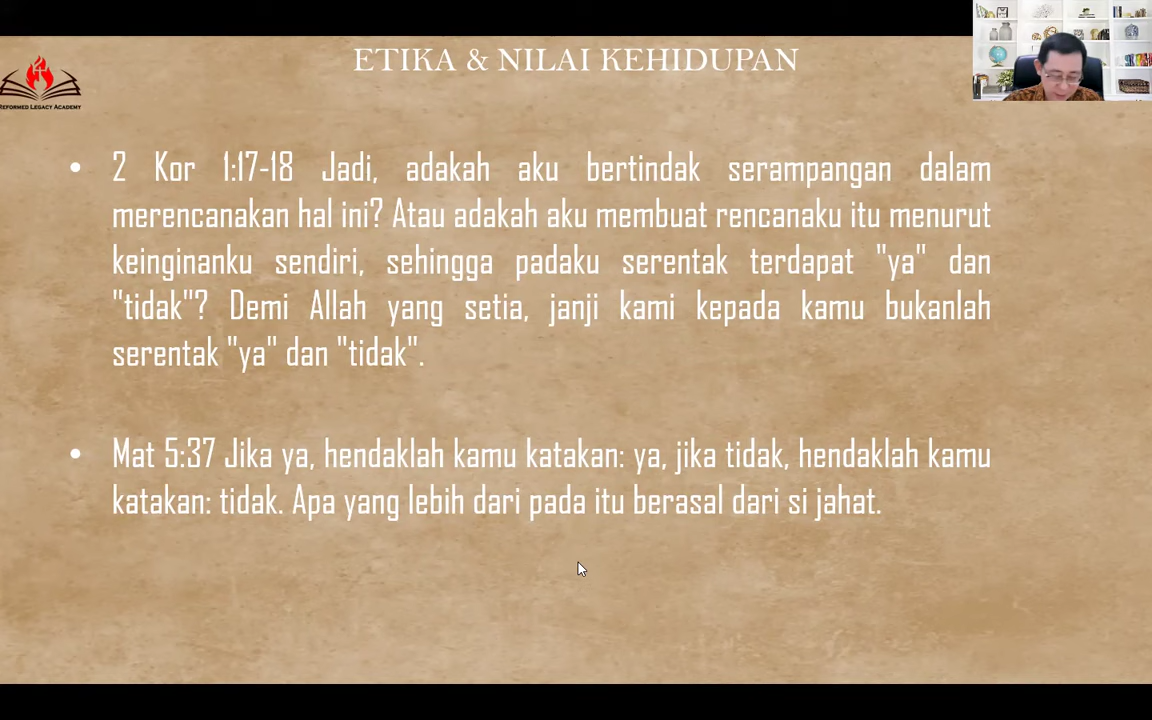 ETIKA & NILAI KEHIDUPAN
REFORMED LEGACY ACADEMY
• 2 Kor 1:17-18 Jadi, adakah aku bertindak serampangan dalam
merencanakan hal ini? Atau adakah aku membuat rencanaku itu menurut
keinginanku sendiri, sehingga padaku serentak terdapat "ya" dan
"tidak"? Demi Allah yang setia, janji kami kepada kamu bukanlah
serentak "ya" dan "tidak".
• Mat 5:37 Jika ya, hendaklah kamu katakan: ya, jika tidak, hendaklah kamu
katakan: tidak. Apa yang lebih dari pada itu berasal dari si jahat.